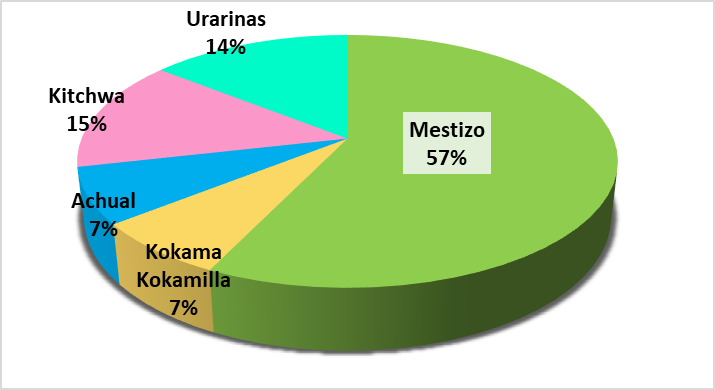 Urarinas
14%
Kitchwa
15%
Mestizo
57%
Achual
7%
Kokama
Kokamilla
7%